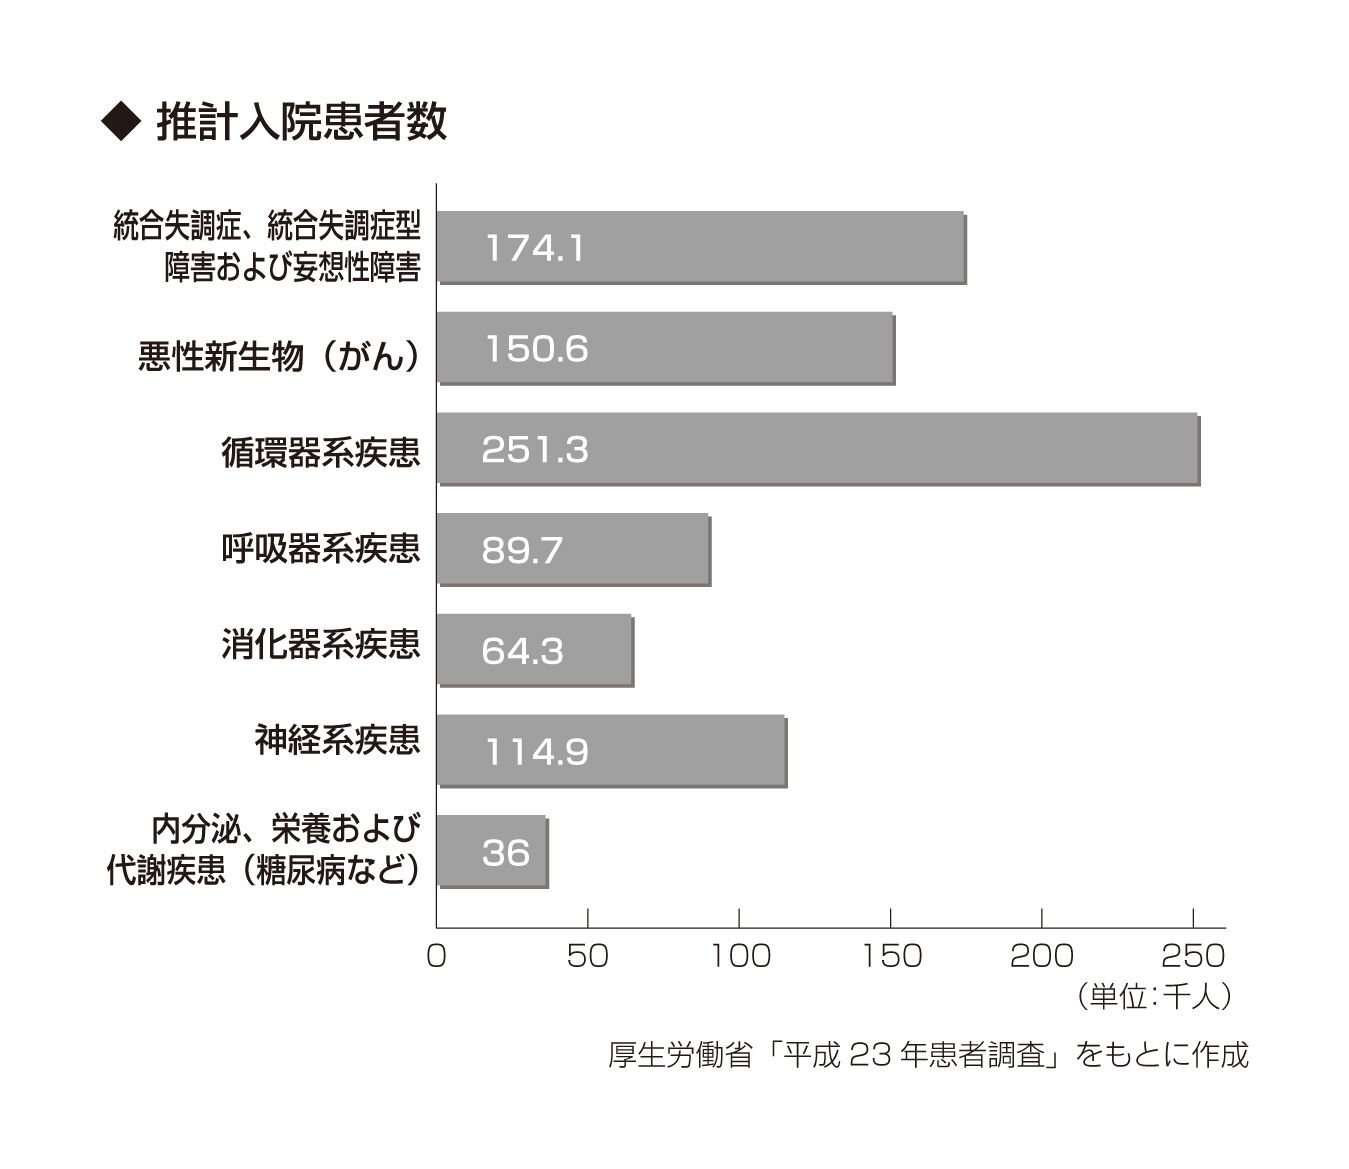 ◆ 推計入院患者数
統合失調症、統合失調症型
障害および妄想性障害
174.1
悪性新生物（がん）
150.6
循環器系疾患
251.3
呼吸器系疾患
89.7
消化器系疾患
64.3
神経系疾患
114.9
内分泌、栄養および
代謝疾患（糖尿病など）
36
0 50 100 150 200 250
（単位：千人）
厚生労働省「平成 23 年患者調査」をもとに作成